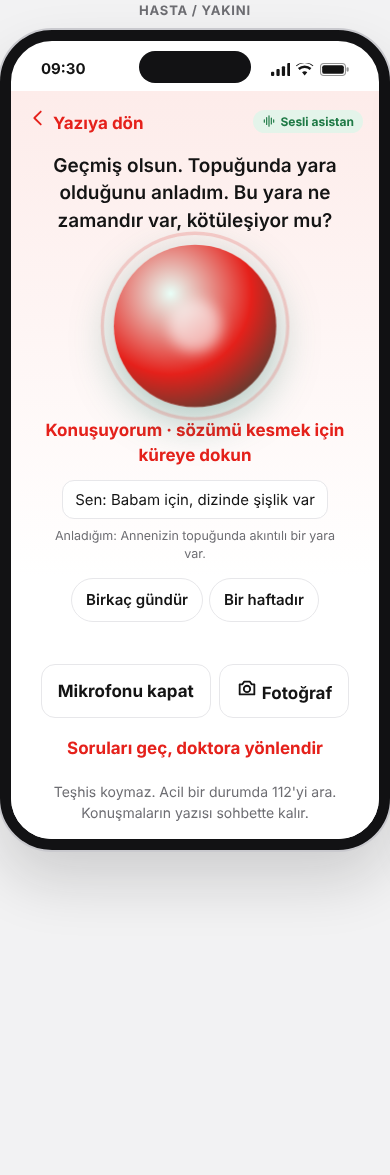 HASTA / YAKINI
09:30
Yazıya dön
Sesli asistan
Geçmiş olsun. Topuğunda yara
olduğunu anladım. Bu yara ne
zamandır var, kötüleşiyor mu?
Konuşuyorum · sözümü kesmek için
küreye dokun
Sen: Babam için, dizinde şişlik var
Anladığım: Annenizin topuğunda akıntılı bir yara
var.
Birkaç gündür
Bir haftadır
Mikrofonu kapat
Fotoğraf
Soruları geç, doktora yönlendir
Teşhis koymaz. Acil bir durumda 112'yi ara.
Konuşmaların yazısı sohbette kalır.